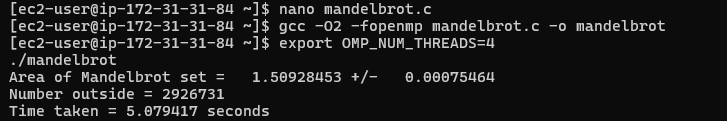 [ec2-user@ip-172-31-31-84 ~]$ nano mandelbrot.c
[ec2-user@ip-172-31-31-84 ~]$ gcc -O2 -fopenmp mandelbrot.c -o mandelbrot
[ec2-user@ip-172-31-31-84 ~]$ export OMP_NUM_THREADS=4
./mandelbrot
Area of Mandelbrot set =   1.50928453 +/-   0.00075464
Number outside = 2926731
Time taken = 5.079417 seconds